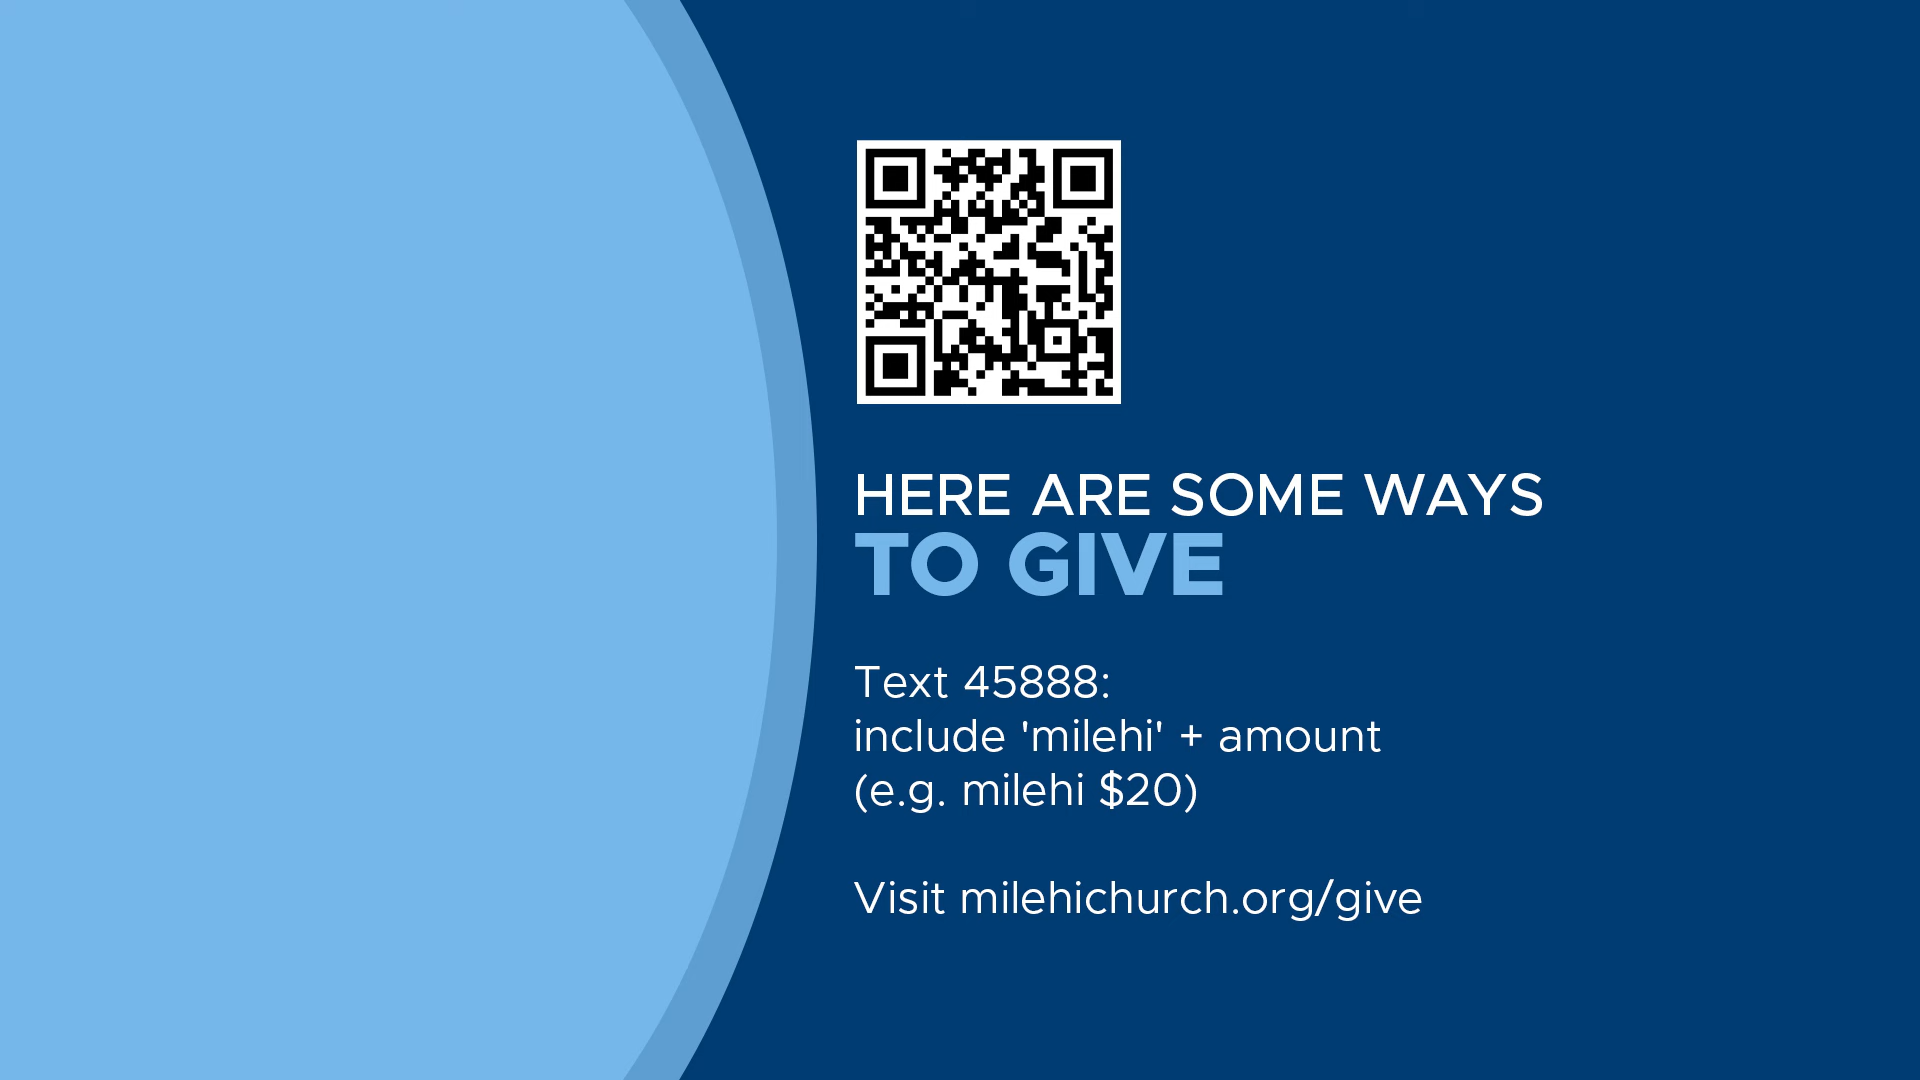 HERE ARE SOME WAYS
TO GIVE
Text 45888:
include 'milehi' + amount
(e.g. milehi $20)
Visit milehichurch.org/give